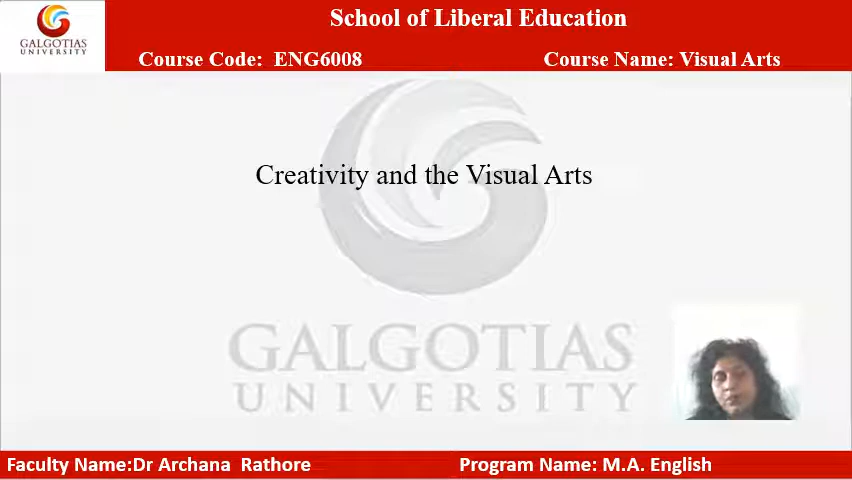 School of Liberal Education
GALGOTIAS
UNIVERSITY
Course Code: ENG6008
Course Name: Visual Arts
Creativity and the Visual Arts
GALGOTIAS
UNIVERSITY
Faculty Name:Dr Archana Rathore
Program Name: M.A. English